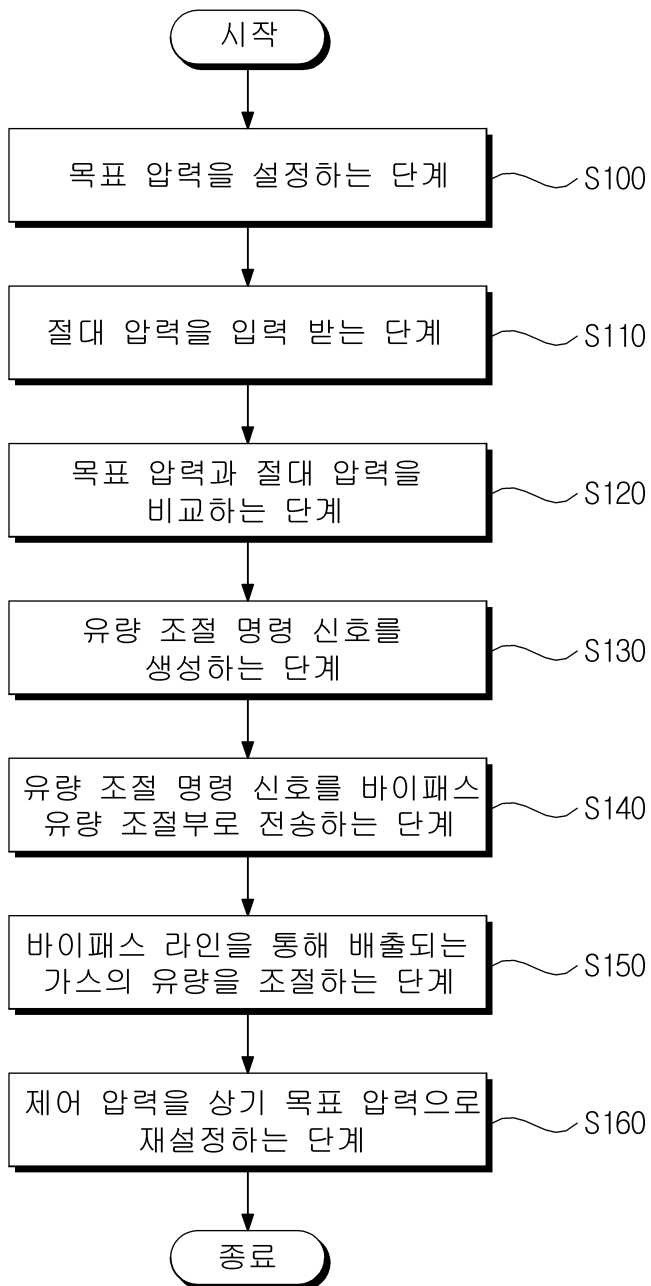 시작
목표 압력을 설정하는 단계
S100
절대 압력을 입력 받는 단계
S110
목표 압력과 절대 압력을
비교하는 단계
S120
유량 조절 명령 신호를
생성하는 단계
S130
유량 조절 명령 신호를 바이패스
유량 조절부로 전송하는 단계
S140
바이패스 라인을 통해 배출되는
가스의 유량을 조절하는 단계
S150
제어 압력을 상기 목표 압력으로
재설정하는 단계
S160
종료